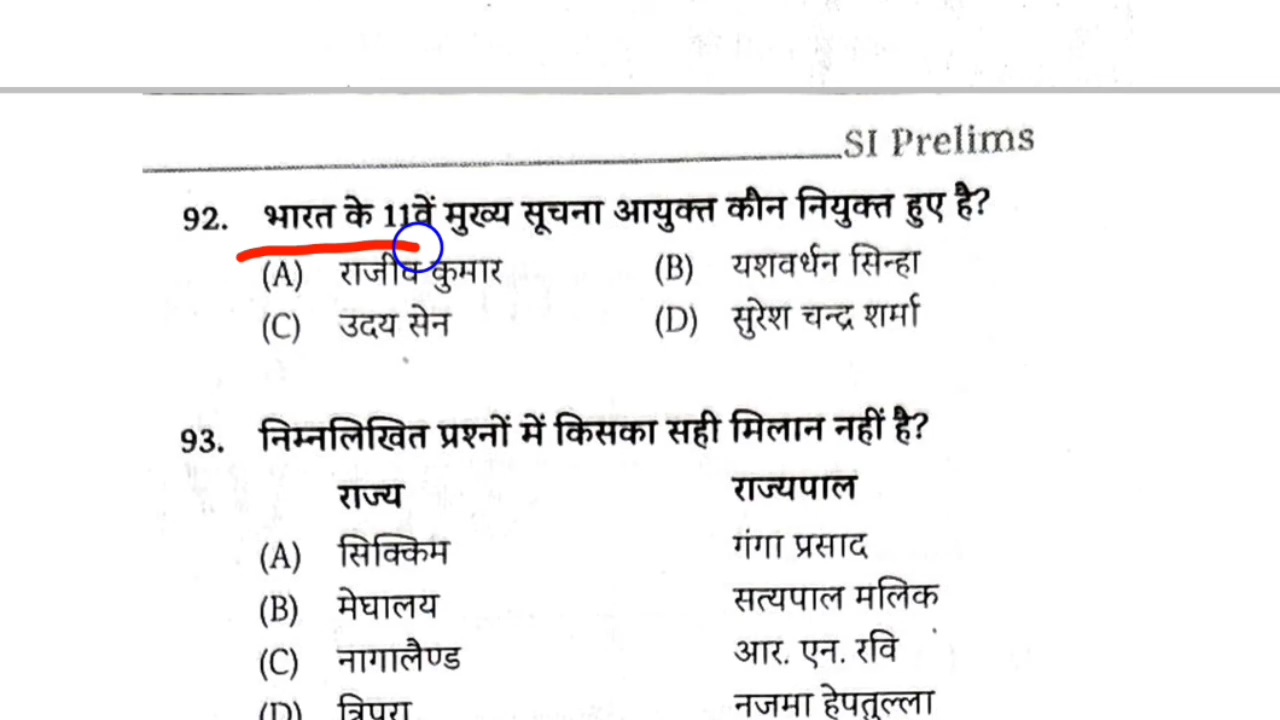 SI Prelims
92. भारत के 11वें मुख्य सूचना आयुक्त कौन नियुक्त हुए है?
(A) राजीव कुमार (B) यशवर्धन सिन्हा
(C) उदय सेन (D) सुरेश चन्द्र शर्मा
93. निम्नलिखित प्रश्नों में किसका सही मिलान नहीं है?
राज्य राज्यपाल
(A) सिक्किम गंगा प्रसाद
(B) मेघालय सत्यपाल मलिक
(C) नागालैण्ड आर. एन. रवि
(D) त्रिपुरा नजमा हेपतुल्ला